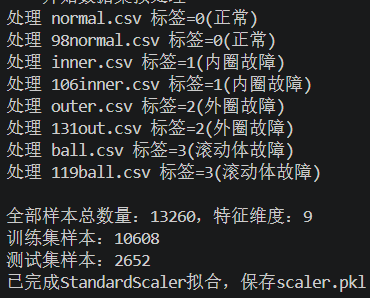 处理 normal.csv 标签=0(正常)
处理 98normal.csv 标签=0(正常)
处理 inner.csv 标签=1(内圈故障)
处理 106inner.csv 标签=1(内圈故障)
处理 outer.csv 标签=2(外圈故障)
处理 131out.csv 标签=2(外圈故障)
处理 ball.csv 标签=3(滚动体故障)
处理 119ball.csv 标签=3(滚动体故障)
全部样本总数量：13260，特征维度：9
训练集样本：10608
测试集样本：2652
已完成StandardScaler拟合，保存scaler.pkl